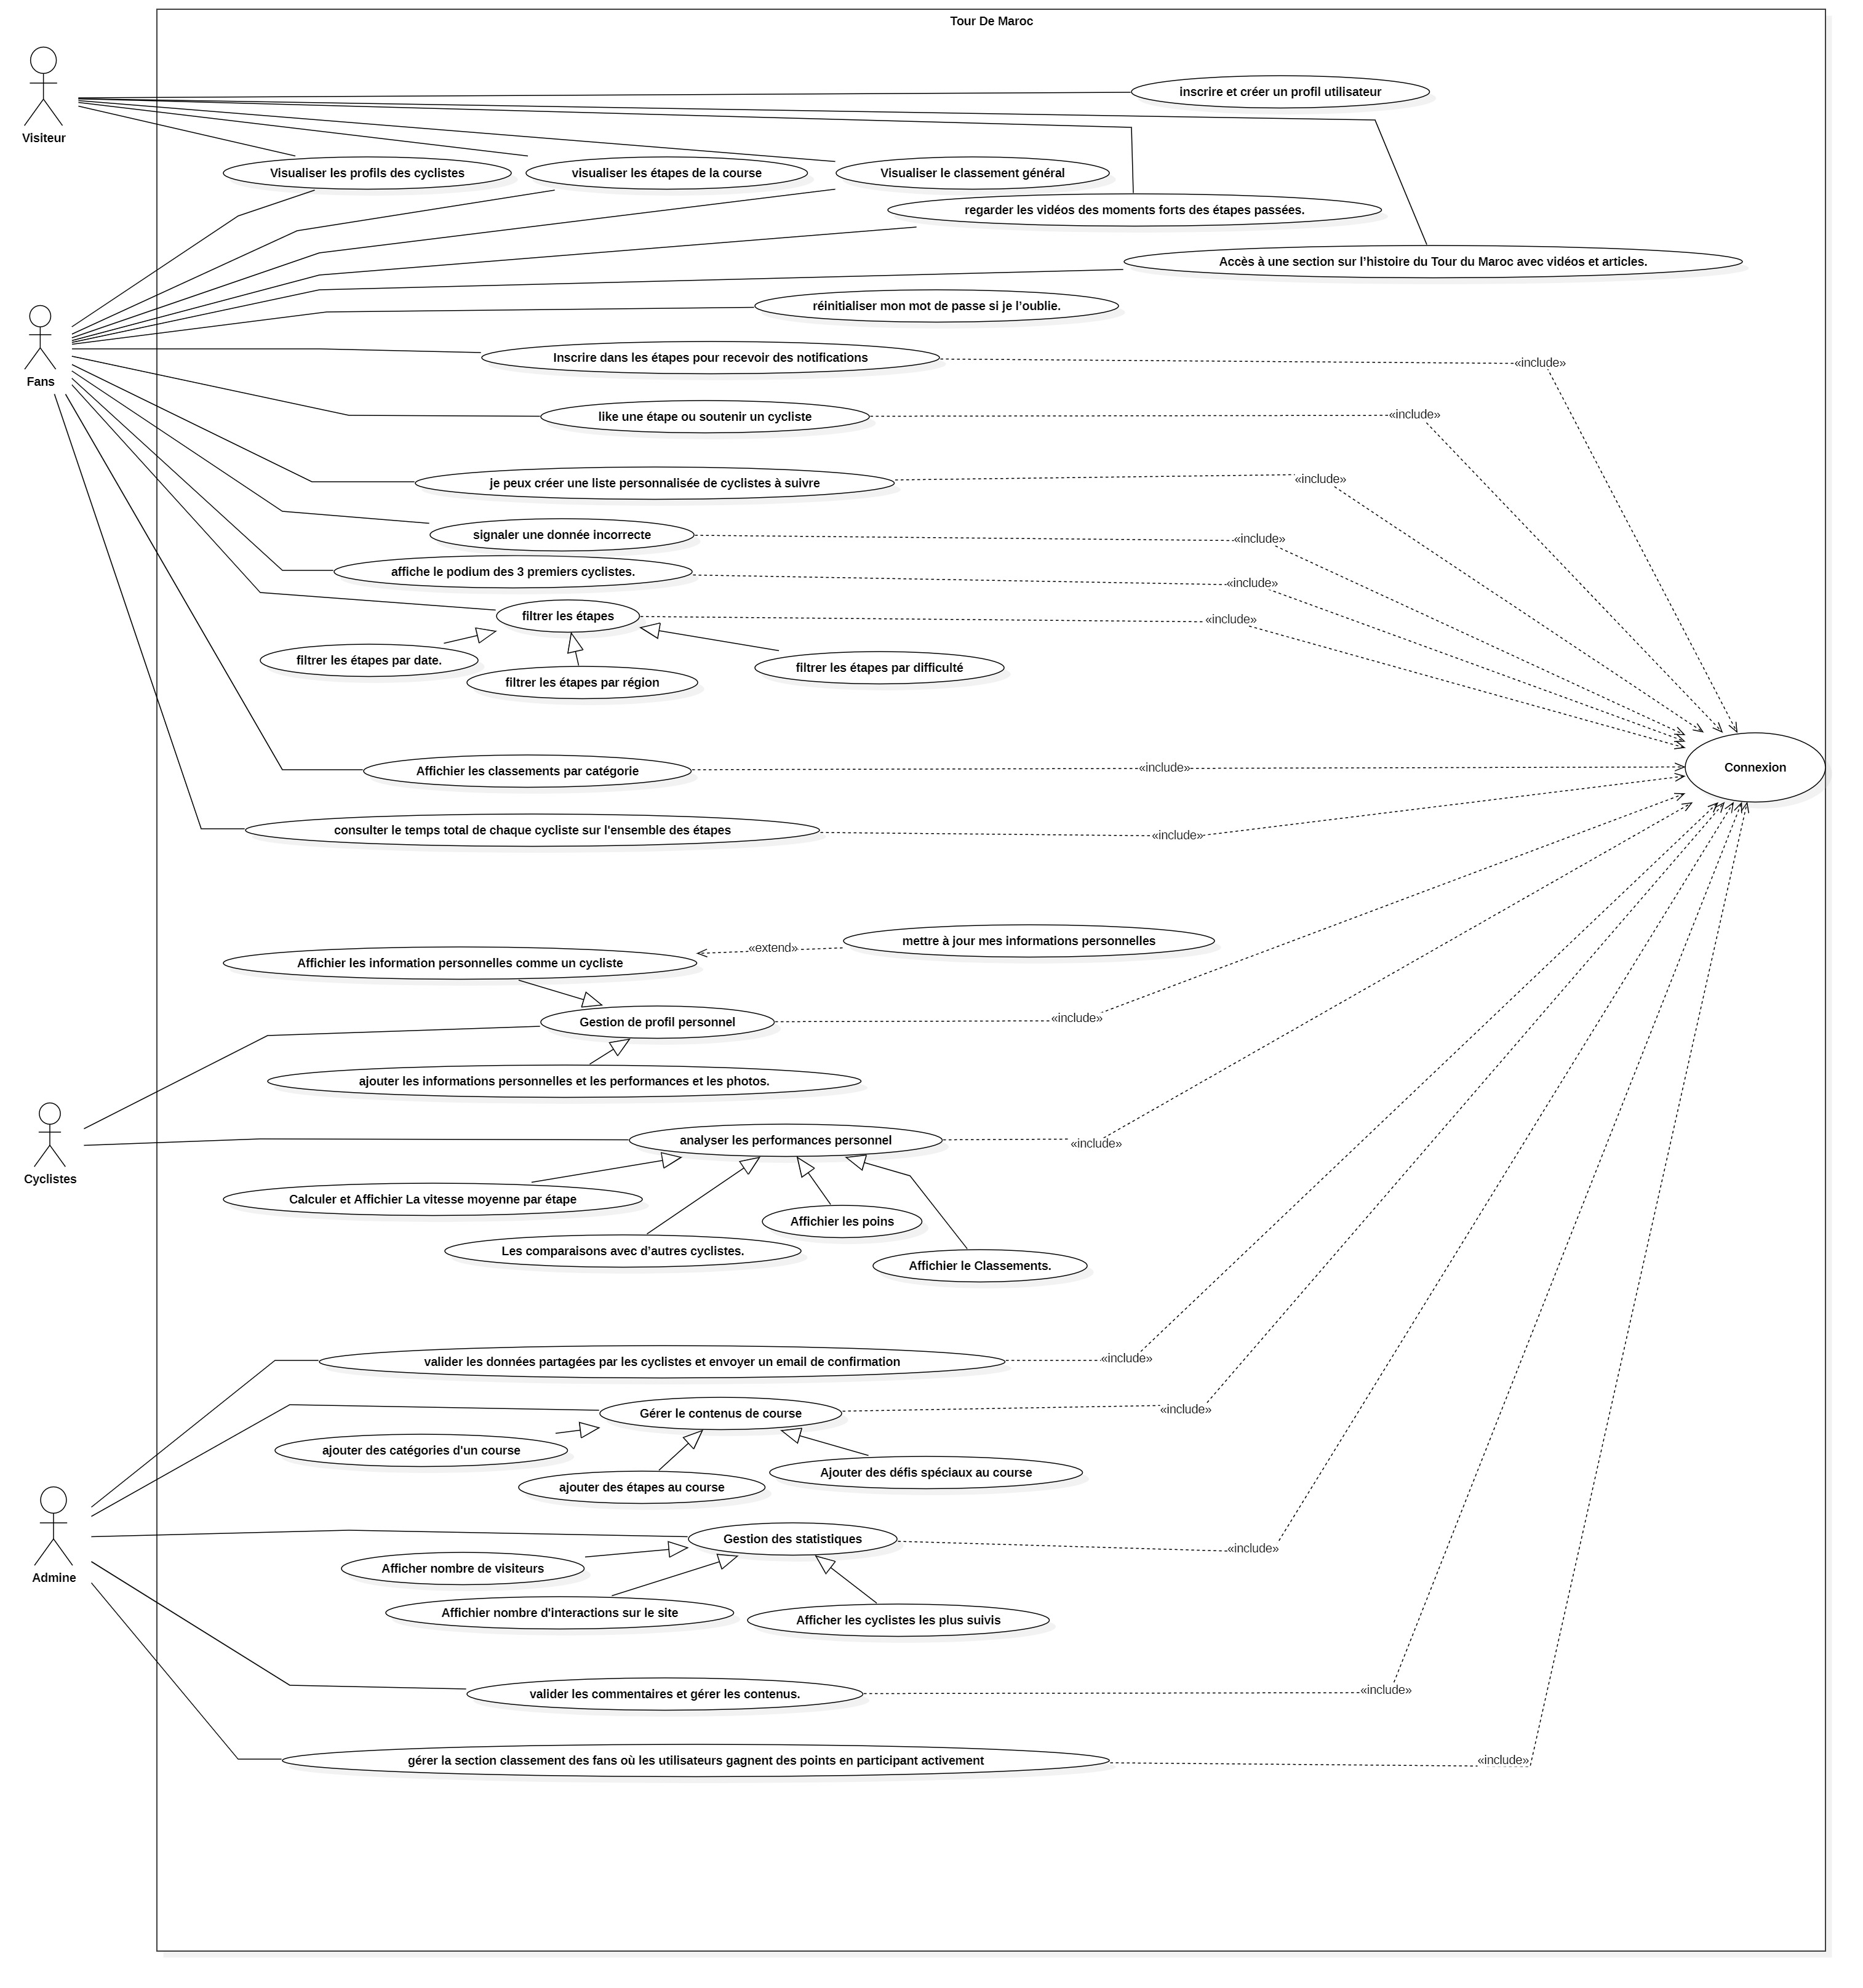 Tour De Maroc
Visiteur
inscrire et créer un profil utilisateur
Visualiser les profils des cyclistes
visualiser les étapes de la course
Visualiser le classement général
regarder les vidéos des moments forts des étapes passées.
Accès à une section sur l’histoire du Tour du Maroc avec vidéos et articles.
réinitialiser mon mot de passe si je l’oublie.
Fans
Inscrire dans les étapes pour recevoir des notifications
«include»
like une étape ou soutenir un cycliste
«include»
je peux créer une liste personnalisée de cyclistes à suivre
«include»
signaler une donnée incorrecte
«include»
affiche le podium des 3 premiers cyclistes.
«include»
filtrer les étapes
«include»
filtrer les étapes par date.
filtrer les étapes par région
filtrer les étapes par difficulté
Affichier les classements par catégorie
«include»
Connexion
consulter le temps total de chaque cycliste sur l'ensemble des étapes
«include»
mettre à jour mes informations personnelles
«extend»
Affichier les information personnelles comme un cycliste
Gestion de profil personnel
«include»
ajouter les informations personnelles et les performances et les photos.
Cyclistes
analyser les performances personnel
«include»
Calculer et Affichier La vitesse moyenne par étape
Affichier les poins
Les comparaisons avec d’autres cyclistes.
Affichier le Classements.
valider les données partagées par les cyclistes et envoyer un email de confirmation
«include»
Gérer le contenus de course
«include»
ajouter des catégories d'un course
Ajouter des défis spéciaux au course
ajouter des étapes au course
Admine
Gestion des statistiques
«include»
Afficher nombre de visiteurs
Affichier nombre d'interactions sur le site
Afficher les cyclistes les plus suivis
valider les commentaires et gérer les contenus.
«include»
gérer la section classement des fans où les utilisateurs gagnent des points en participant activement
«include»